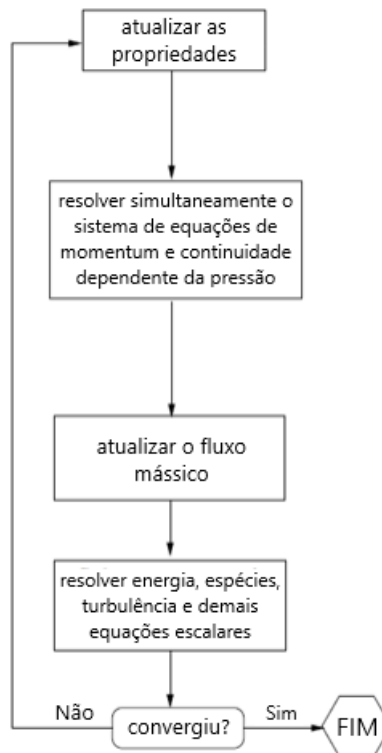 atualizar as
propriedades
resolver simultaneamente o
sistema de equações de
momentum e continuidade
dependente da pressão
atualizar o fluxo
mássico
resolver energia, espécies,
turbulência e demais
equações escalares
Não
convergiu?
Sim
FIM